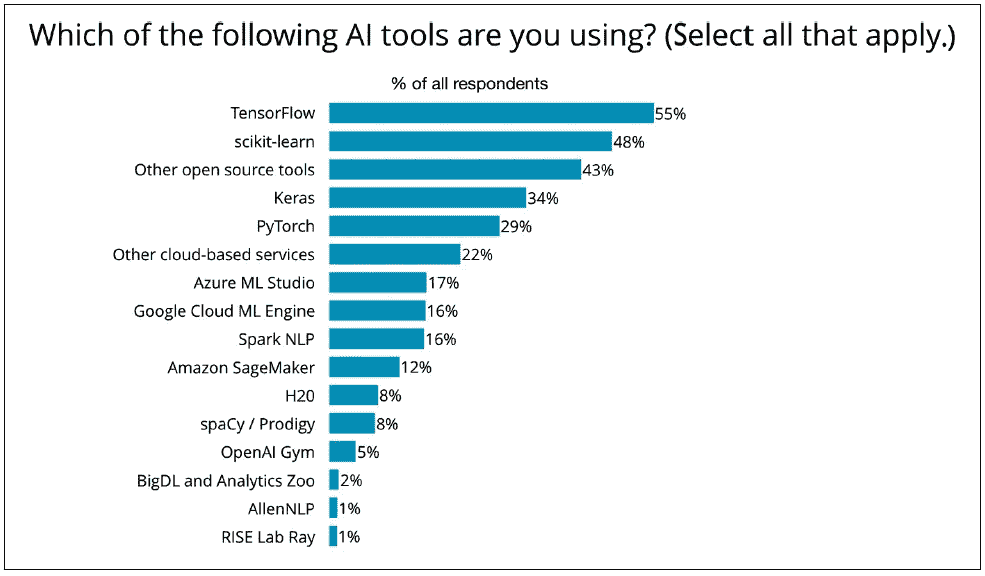 Which of the following AI tools are you using? (Select all that apply.)
% of all respondents
TensorFlow 55%
scikit-learn 48%
Other open source tools 43%
Keras 34%
PyTorch 29%
Other cloud-based services 22%
Azure ML Studio 17%
Google Cloud ML Engine 16%
Spark NLP 16%
Amazon SageMaker 12%
H20 8%
spaCy / Prodigy 8%
OpenAI Gym 5%
BigDL and Analytics Zoo 2%
AllenNLP 1%
RISE Lab Ray 1%